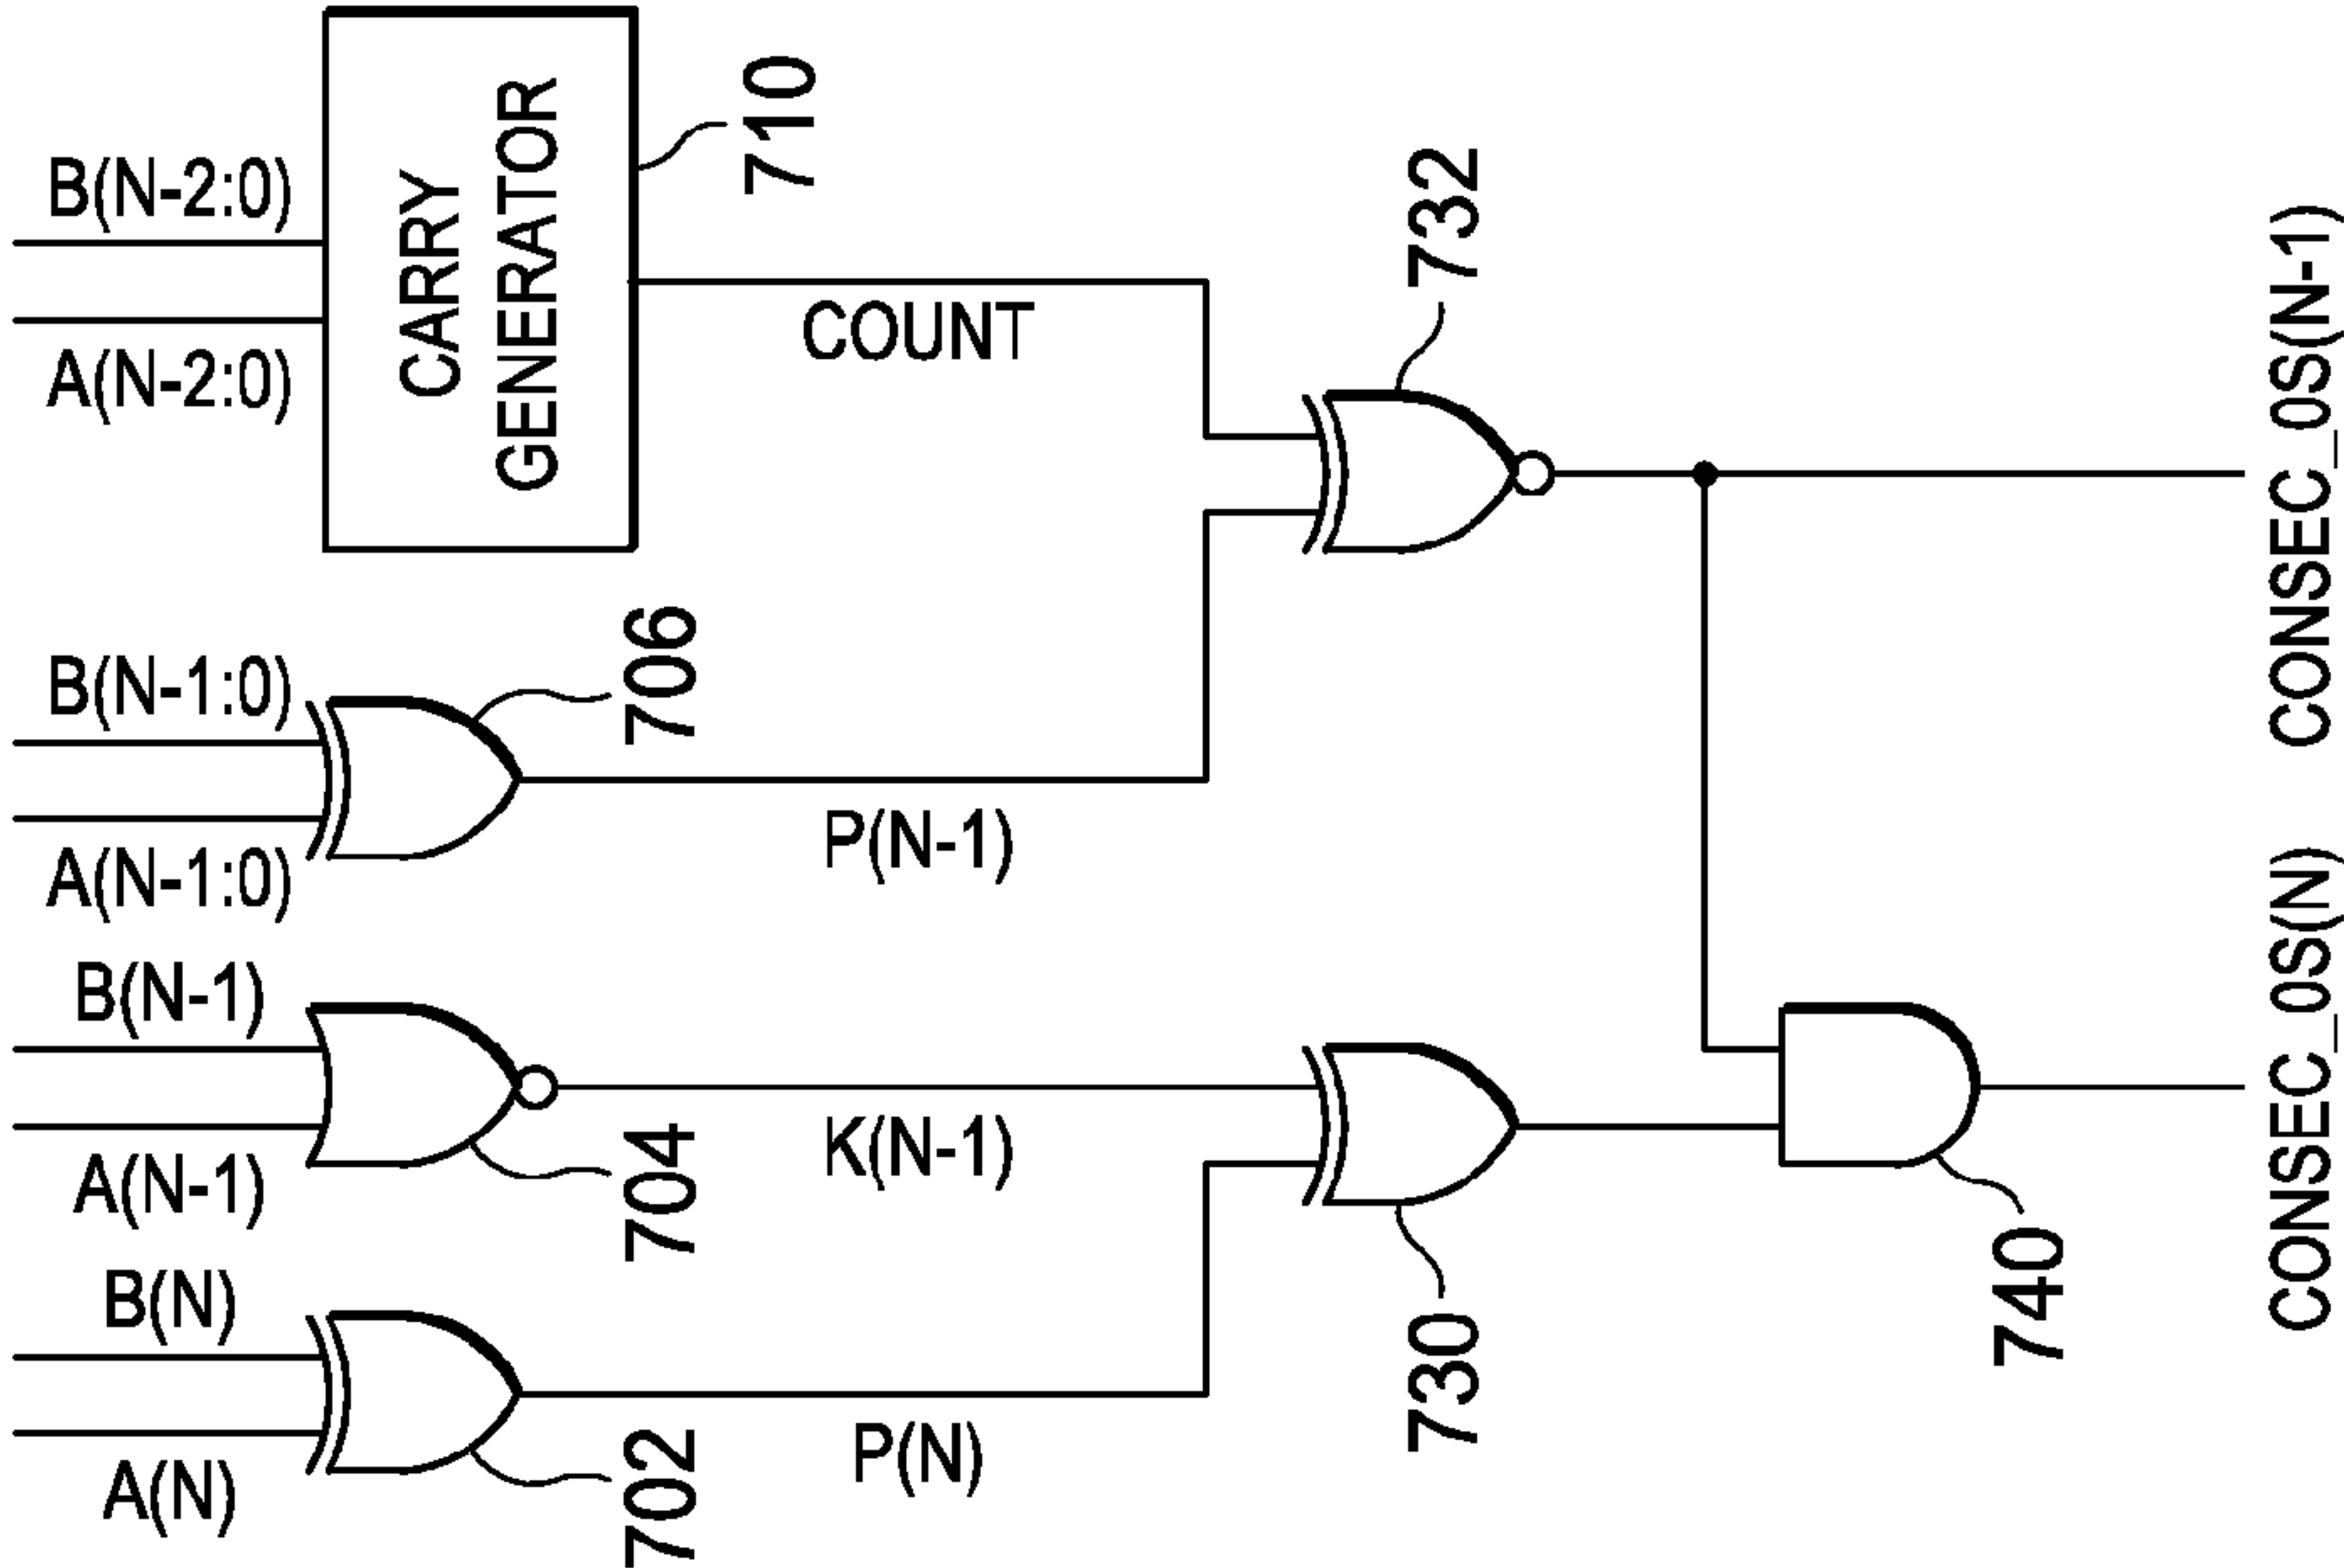 B(N-2:0)
A(N-2:0)
CARRY
GENERATOR
710
COUNT
732
CONSEC_0S(N-1)
B(N-1:0)
A(N-1:0)
706
P(N-1)
B(N-1)
A(N-1)
704
K(N-1)
B(N)
A(N)
702
P(N)
730
740
CONSEC_0S(N)